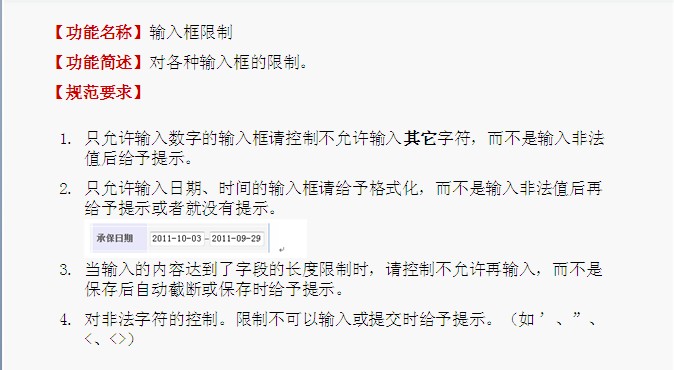 【功能名称】输入框限制
【功能简述】对各种输入框的限制。
【规范要求】
1. 只允许输入数字的输入框请控制不允许输入其它字符，而不是输入非法
值后给予提示。
2. 只允许输入日期、时间的输入框请给予格式化，而不是输入非法值后再
给予提示或者就没有提示。
承保日期 2011-10-03 - 2011-09-29
3. 当输入的内容达到了字段的长度限制时，请控制不允许再输入，而不是
保存后自动截断或保存时给予提示。
4. 对非法字符的控制。限制不可以输入或提交时给予提示。（如 ’、”、
<、<>）